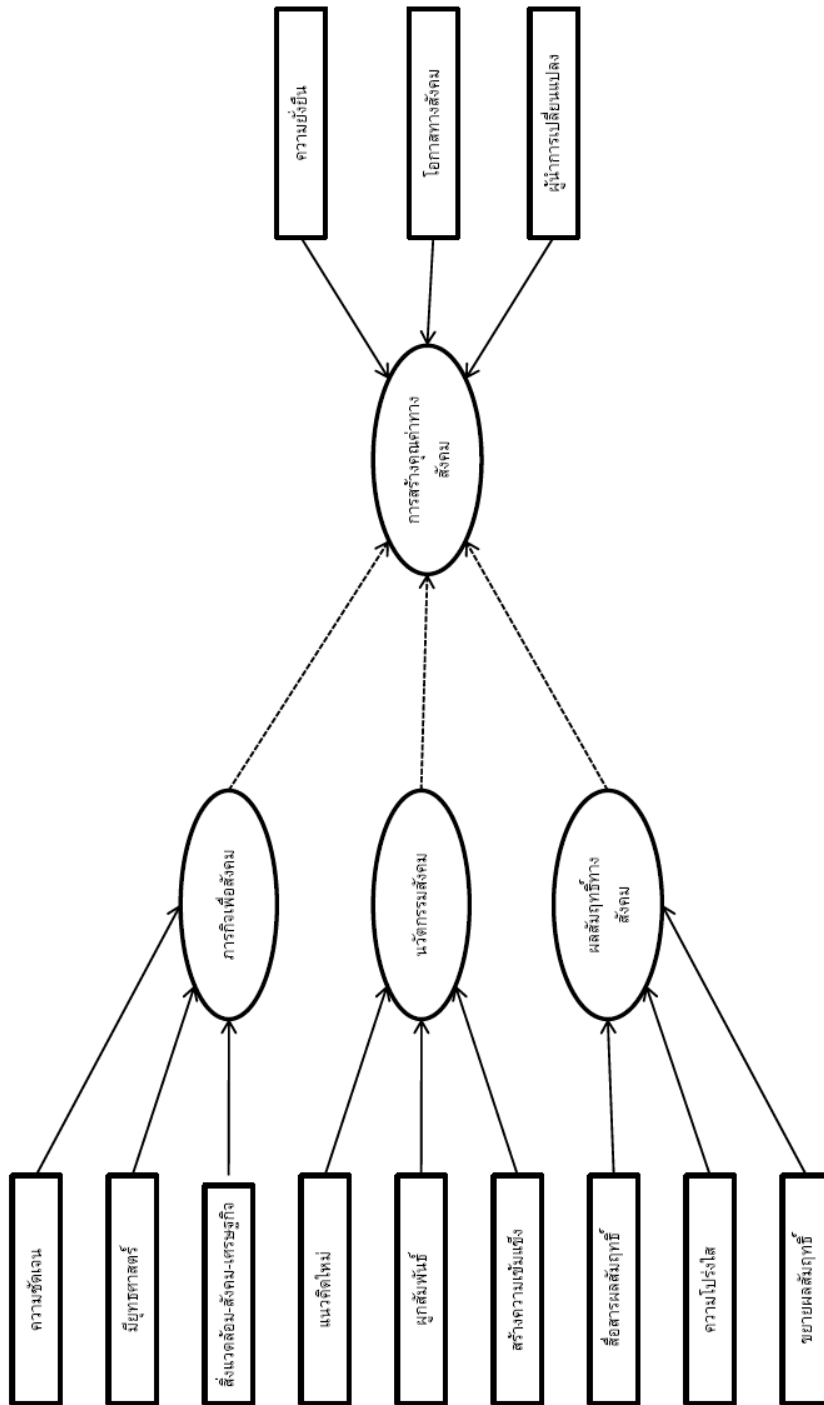 ความชัดเจน
มียุทธศาสตร์
สิ่งแวดล้อม-สังคม-เศรษฐกิจ
แนวคิดใหม่
ผูกสัมพันธ์
สร้างความเข้มแข็ง
สื่อสารผลสัมฤทธิ์
ความโปร่งใส
ขยายผลสัมฤทธิ์
ภารกิจเพื่อสังคม
นวัตกรรมสังคม
ผลสัมฤทธิ์ทาง
สังคม
การสร้างคุณค่าทาง
สังคม
ความยั่งยืน
โอกาสทางสังคม
ผู้นำการเปลี่ยนแปลง